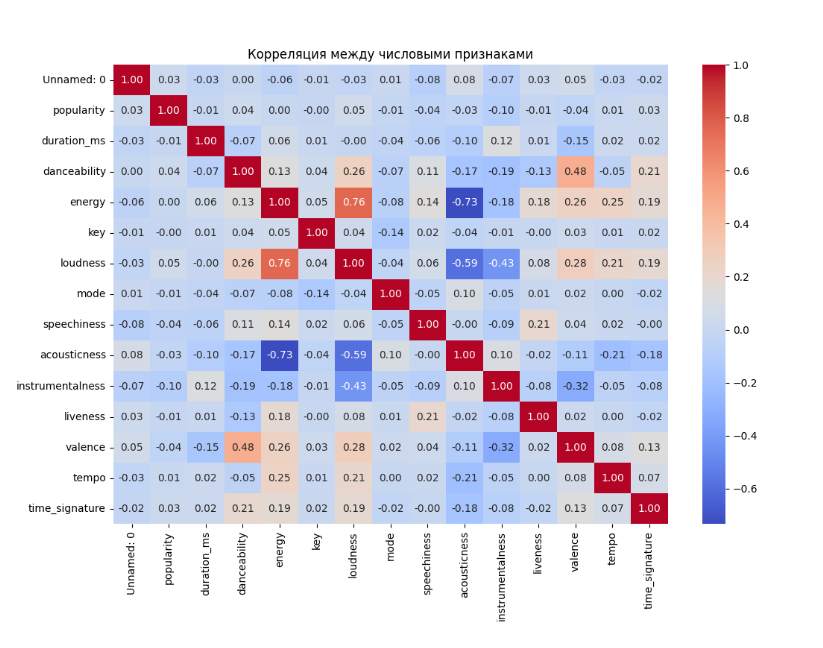 Корреляция между числовыми признаками
Unnamed: 0 1.00 0.03 -0.03 0.00 -0.06 -0.01 -0.03 0.01 -0.08 0.08 -0.07 0.03 0.05 -0.03 -0.02
popularity 0.03 1.00 -0.01 0.04 0.00 -0.00 0.05 -0.01 -0.04 -0.03 -0.10 -0.01 -0.04 0.01 0.03
duration_ms -0.03 -0.01 1.00 -0.07 0.06 0.01 -0.00 -0.04 -0.06 -0.10 0.12 0.01 -0.15 0.02 0.02
danceability 0.00 0.04 -0.07 1.00 0.13 0.04 0.26 -0.07 0.11 -0.17 -0.19 -0.13 0.48 -0.05 0.21
energy -0.06 0.00 0.06 0.13 1.00 0.05 0.76 -0.08 0.14 -0.73 -0.18 0.18 0.26 0.25 0.19
key -0.01 -0.00 0.01 0.04 0.05 1.00 0.04 -0.14 0.02 -0.04 -0.01 -0.00 0.03 0.01 0.02
loudness -0.03 0.05 -0.00 0.26 0.76 0.04 1.00 -0.04 0.06 -0.59 -0.43 0.08 0.28 0.21 0.19
mode 0.01 -0.01 -0.04 -0.07 -0.08 -0.14 -0.04 1.00 -0.05 0.10 -0.05 0.01 0.02 0.00 -0.02
speechiness -0.08 -0.04 -0.06 0.11 0.14 0.02 0.06 -0.05 1.00 -0.00 -0.09 0.21 0.04 0.02 -0.00
acousticness 0.08 -0.03 -0.10 -0.17 -0.73 -0.04 -0.59 0.10 -0.00 1.00 0.10 -0.02 -0.11 -0.21 -0.18
instrumentalness -0.07 -0.10 0.12 -0.19 -0.18 -0.01 -0.43 -0.05 -0.09 0.10 1.00 -0.08 -0.32 -0.05 -0.08
liveness 0.03 -0.01 0.01 -0.13 0.18 -0.00 0.08 0.01 0.21 -0.02 -0.08 1.00 0.02 0.00 -0.02
valence 0.05 -0.04 -0.15 0.48 0.26 0.03 0.28 0.02 0.04 -0.11 -0.32 0.02 1.00 0.08 0.13
tempo -0.03 0.01 0.02 -0.05 0.25 0.01 0.21 0.00 0.02 -0.21 -0.05 0.00 0.08 1.00 0.07
time_signature -0.02 0.03 0.02 0.21 0.19 0.02 0.19 -0.02 -0.00 -0.18 -0.08 -0.02 0.13 0.07 1.00
Unnamed: 0 popularity duration_ms danceability energy key loudness mode speechiness acousticness instrumentalness liveness valence tempo time_signature
1.0
0.8
0.6
0.4
0.2
0.0
−0.2
−0.4
−0.6